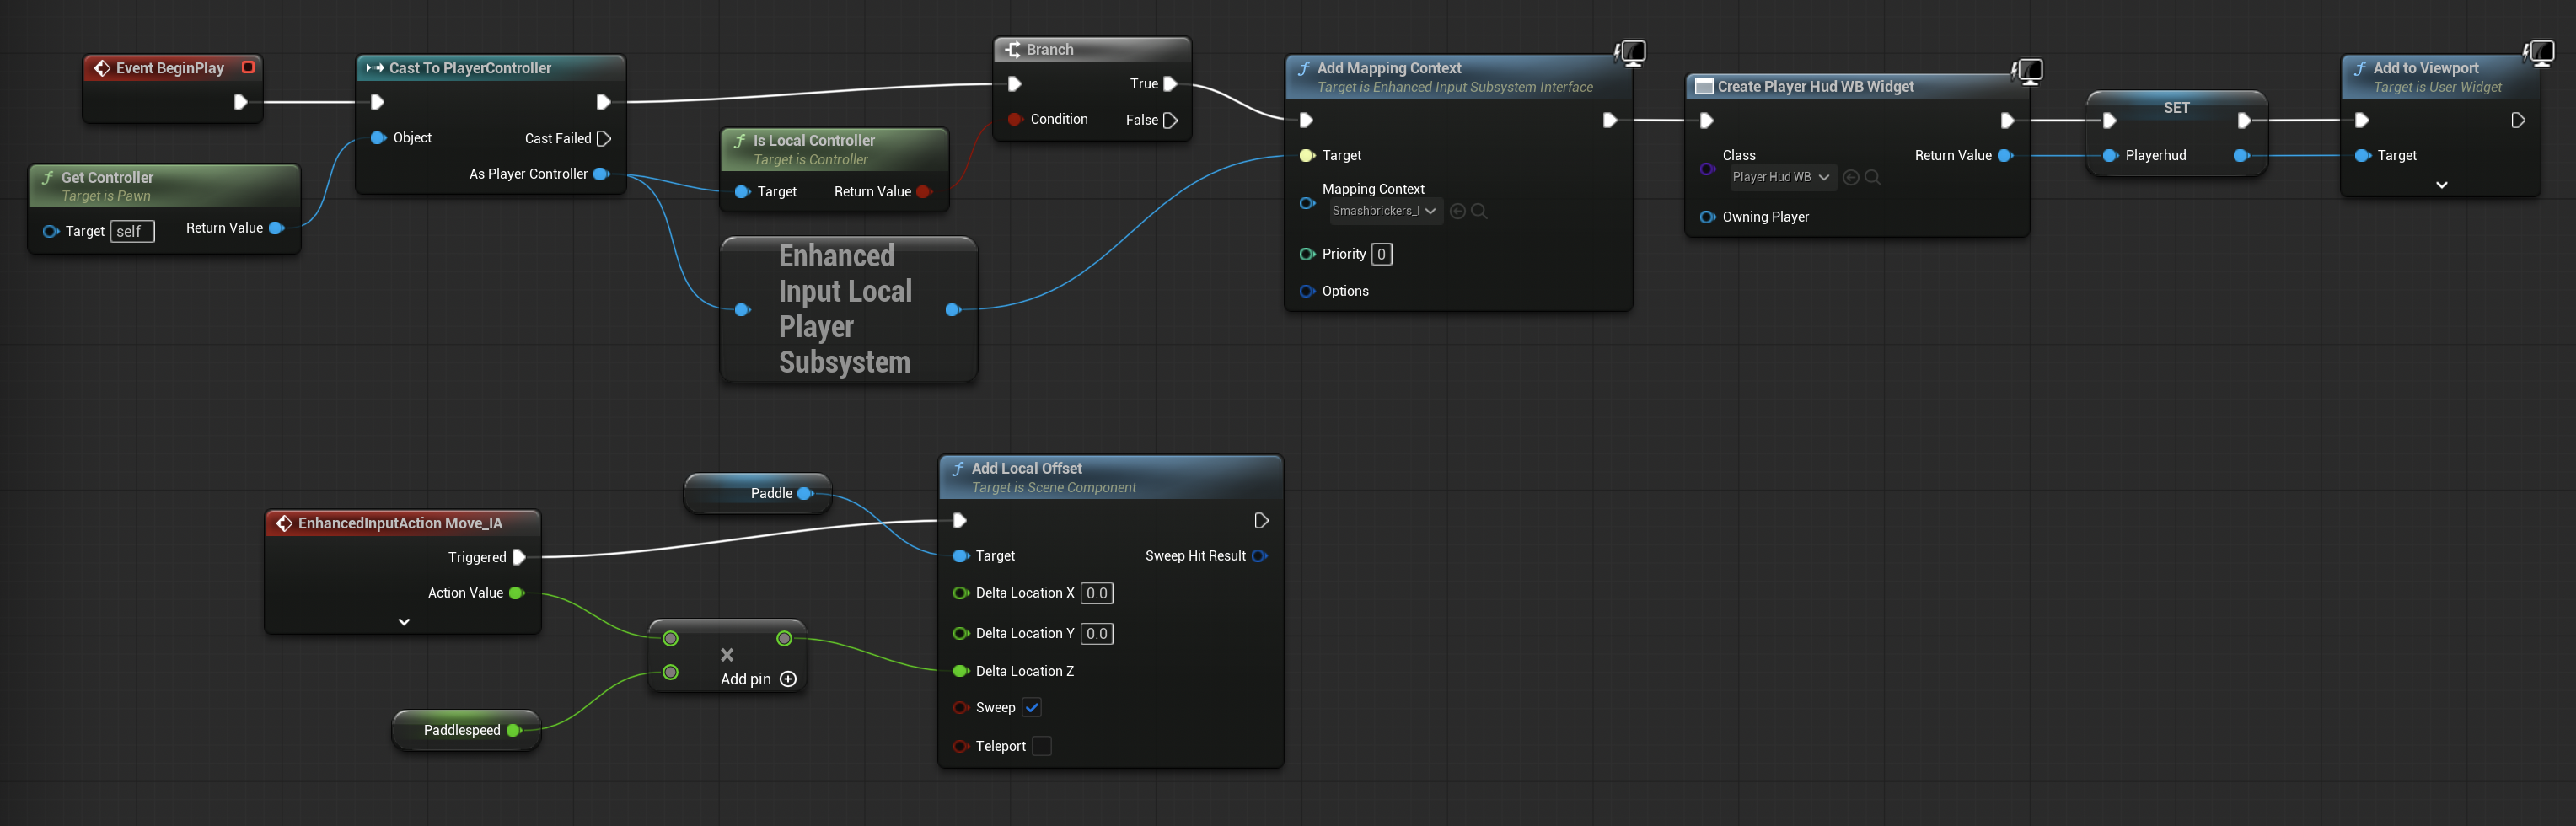 Event BeginPlay
Get Controller
Target is Pawn
Target self
Return Value
Cast To PlayerController
Object
Cast Failed
As Player Controller
Is Local Controller
Target is Controller
Target
Return Value
Enhanced
Input Local
Player
Subsystem
Branch
True
Condition
False
Add Mapping Context
Target is Enhanced Input Subsystem Interface
Target
Mapping Context
Smashbrickers_
Priority 0
Options
Create Player Hud WB Widget
Class
Player Hud WB
Return Value
Owning Player
SET
Playerhud
Add to Viewport
Target is User Widget
Target
EnhancedInputAction Move_IA
Triggered
Action Value
Paddlespeed
Add pin
Paddle
Add Local Offset
Target is Scene Component
Target
Sweep Hit Result
Delta Location X 0.0
Delta Location Y 0.0
Delta Location Z
Sweep
Teleport